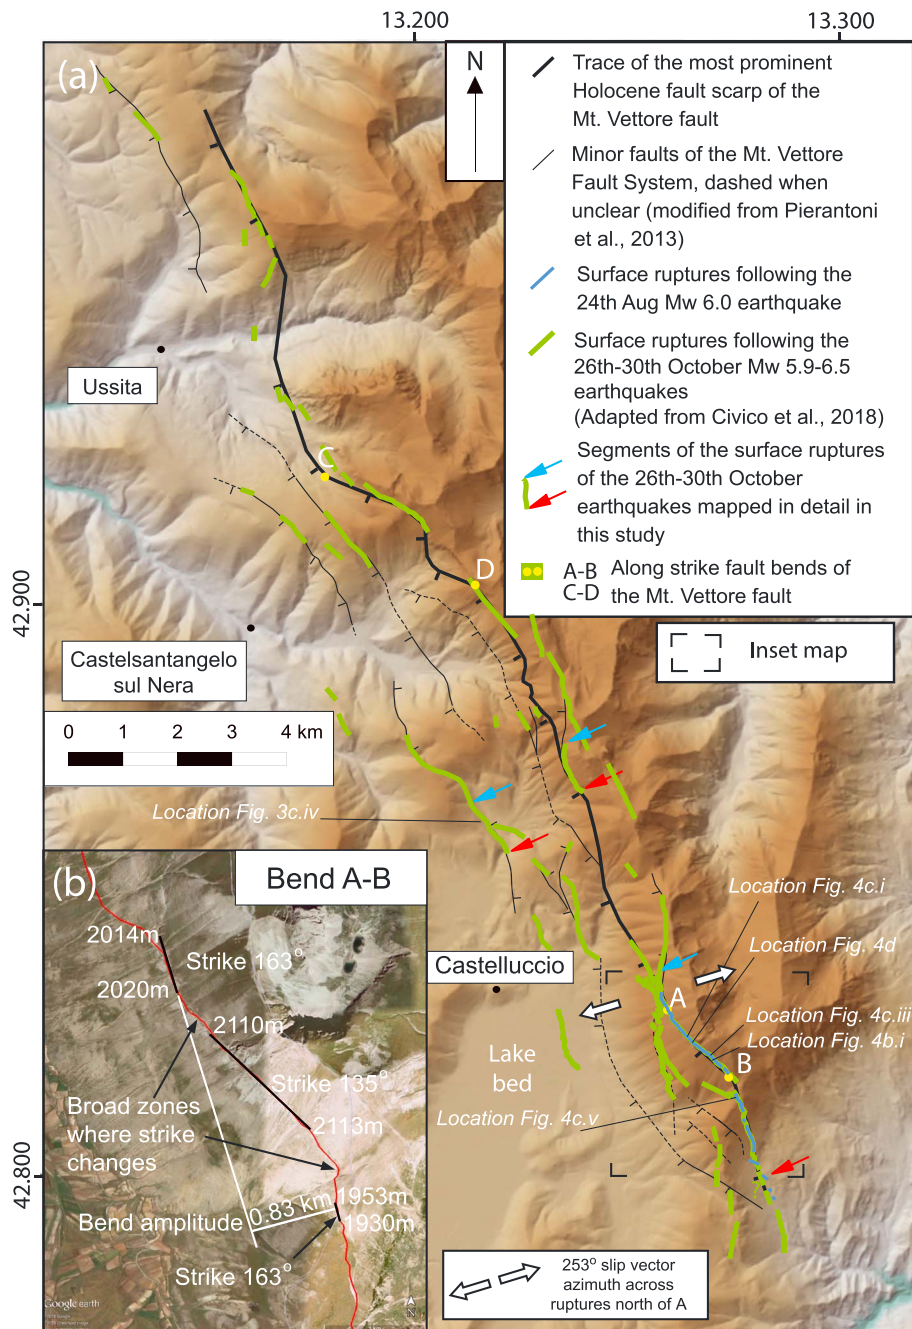 13.200
13.300
(a)
N
Trace of the most prominent
Holocene fault scarp of the
Mt. Vettore fault
Minor faults of the Mt. Vettore
Fault System, dashed when
unclear (modified from Pierantoni
et al., 2013)
Surface ruptures following the
24th Aug Mw 6.0 earthquake
Surface ruptures following the
26th-30th October Mw 5.9-6.5
earthquakes
(Adapted from Civico et al., 2018)
Segments of the surface ruptures
of the 26th-30th October
earthquakes mapped in detail in
this study
A-B Along strike fault bends of
C-D the Mt. Vettore fault
Inset map
Ussita
C
D
42.900
Castelsantangelo
sul Nera
0 1 2 3 4 km
Location Fig. 3c.iv
Location Fig. 4c.i
Location Fig. 4d
Castelluccio
A
Location Fig. 4c.iii
Location Fig. 4b.i
B
Lake
bed
Location Fig. 4c.v
42.800
253° slip vector
azimuth across
ruptures north of A
(b)
Bend A-B
2014m
Strike 163°
2020m
2110m
Strike 135°
Broad zones
where strike
changes
2113m
0.83 km
1953m
Bend amplitude
1930m
Strike 163°
Google earth
N